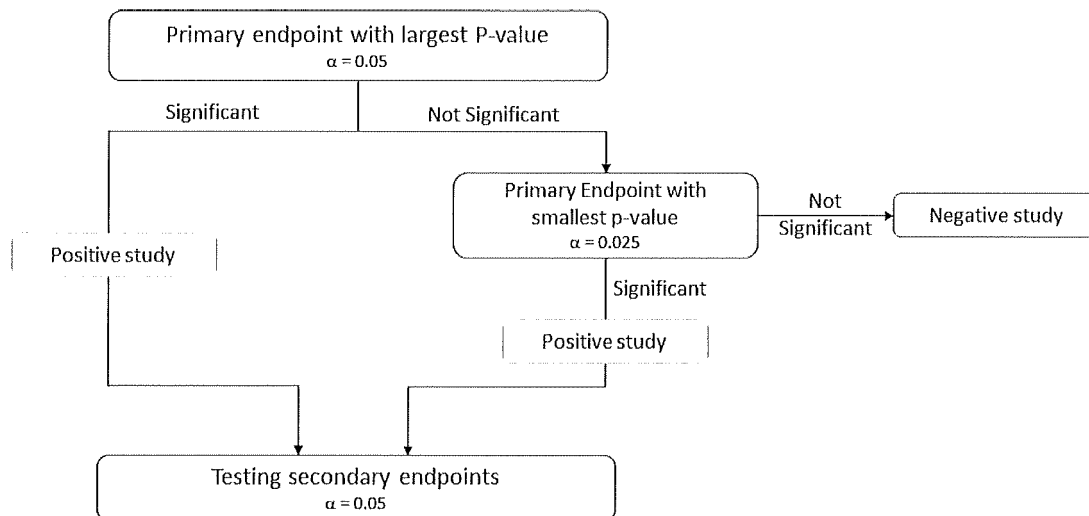 Primary endpoint with largest P-value
α = 0.05
Significant
Not Significant
Primary Endpoint with
smallest p-value
α = 0.025
Not
Significant
Negative study
Positive study
Significant
Positive study
Testing secondary endpoints
α = 0.05